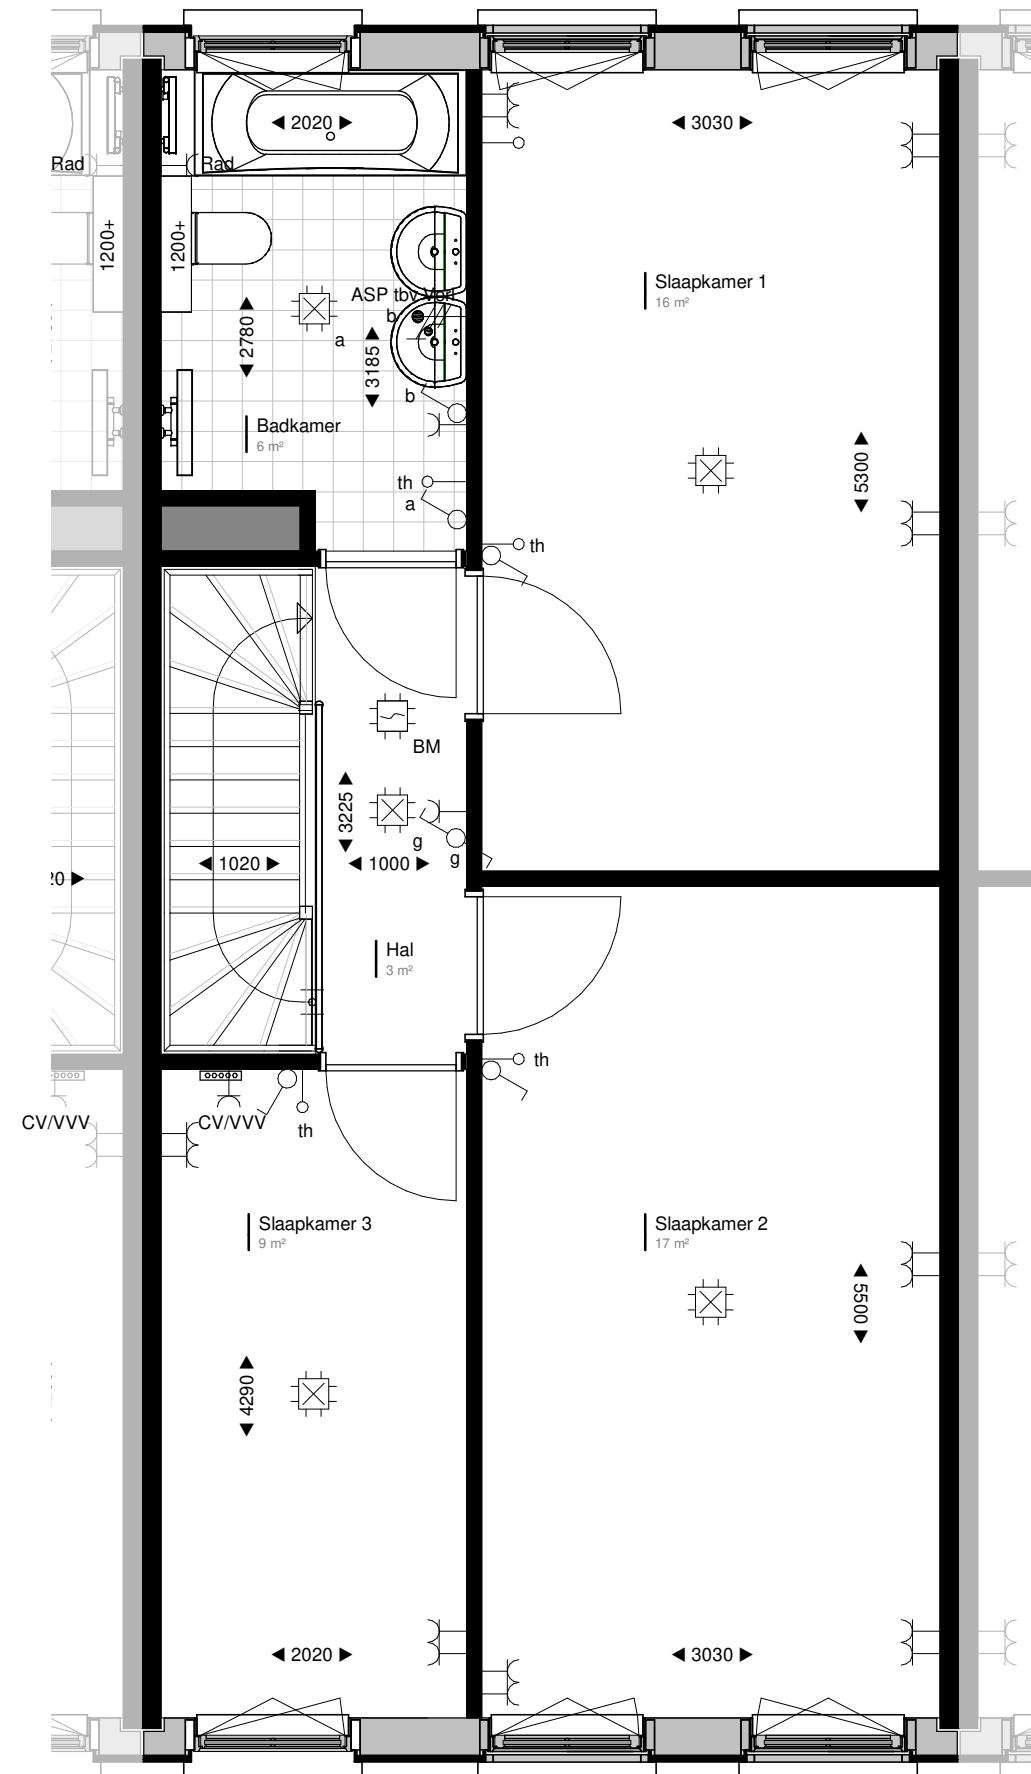 2020
3030
Rad
Rad
1200+
1200+
Slaapkamer 1
16 m²
ASP tbv Verl
b
a
2780
3185
b
Badkamer
6 m²
5300
th
a
th
BM
3225
g
g
20
1020
1000
Hal
3 m²
th
CV/VVV
CV/VVV
th
Slaapkamer 3
9 m²
Slaapkamer 2
17 m²
5500
4290
2020
3030